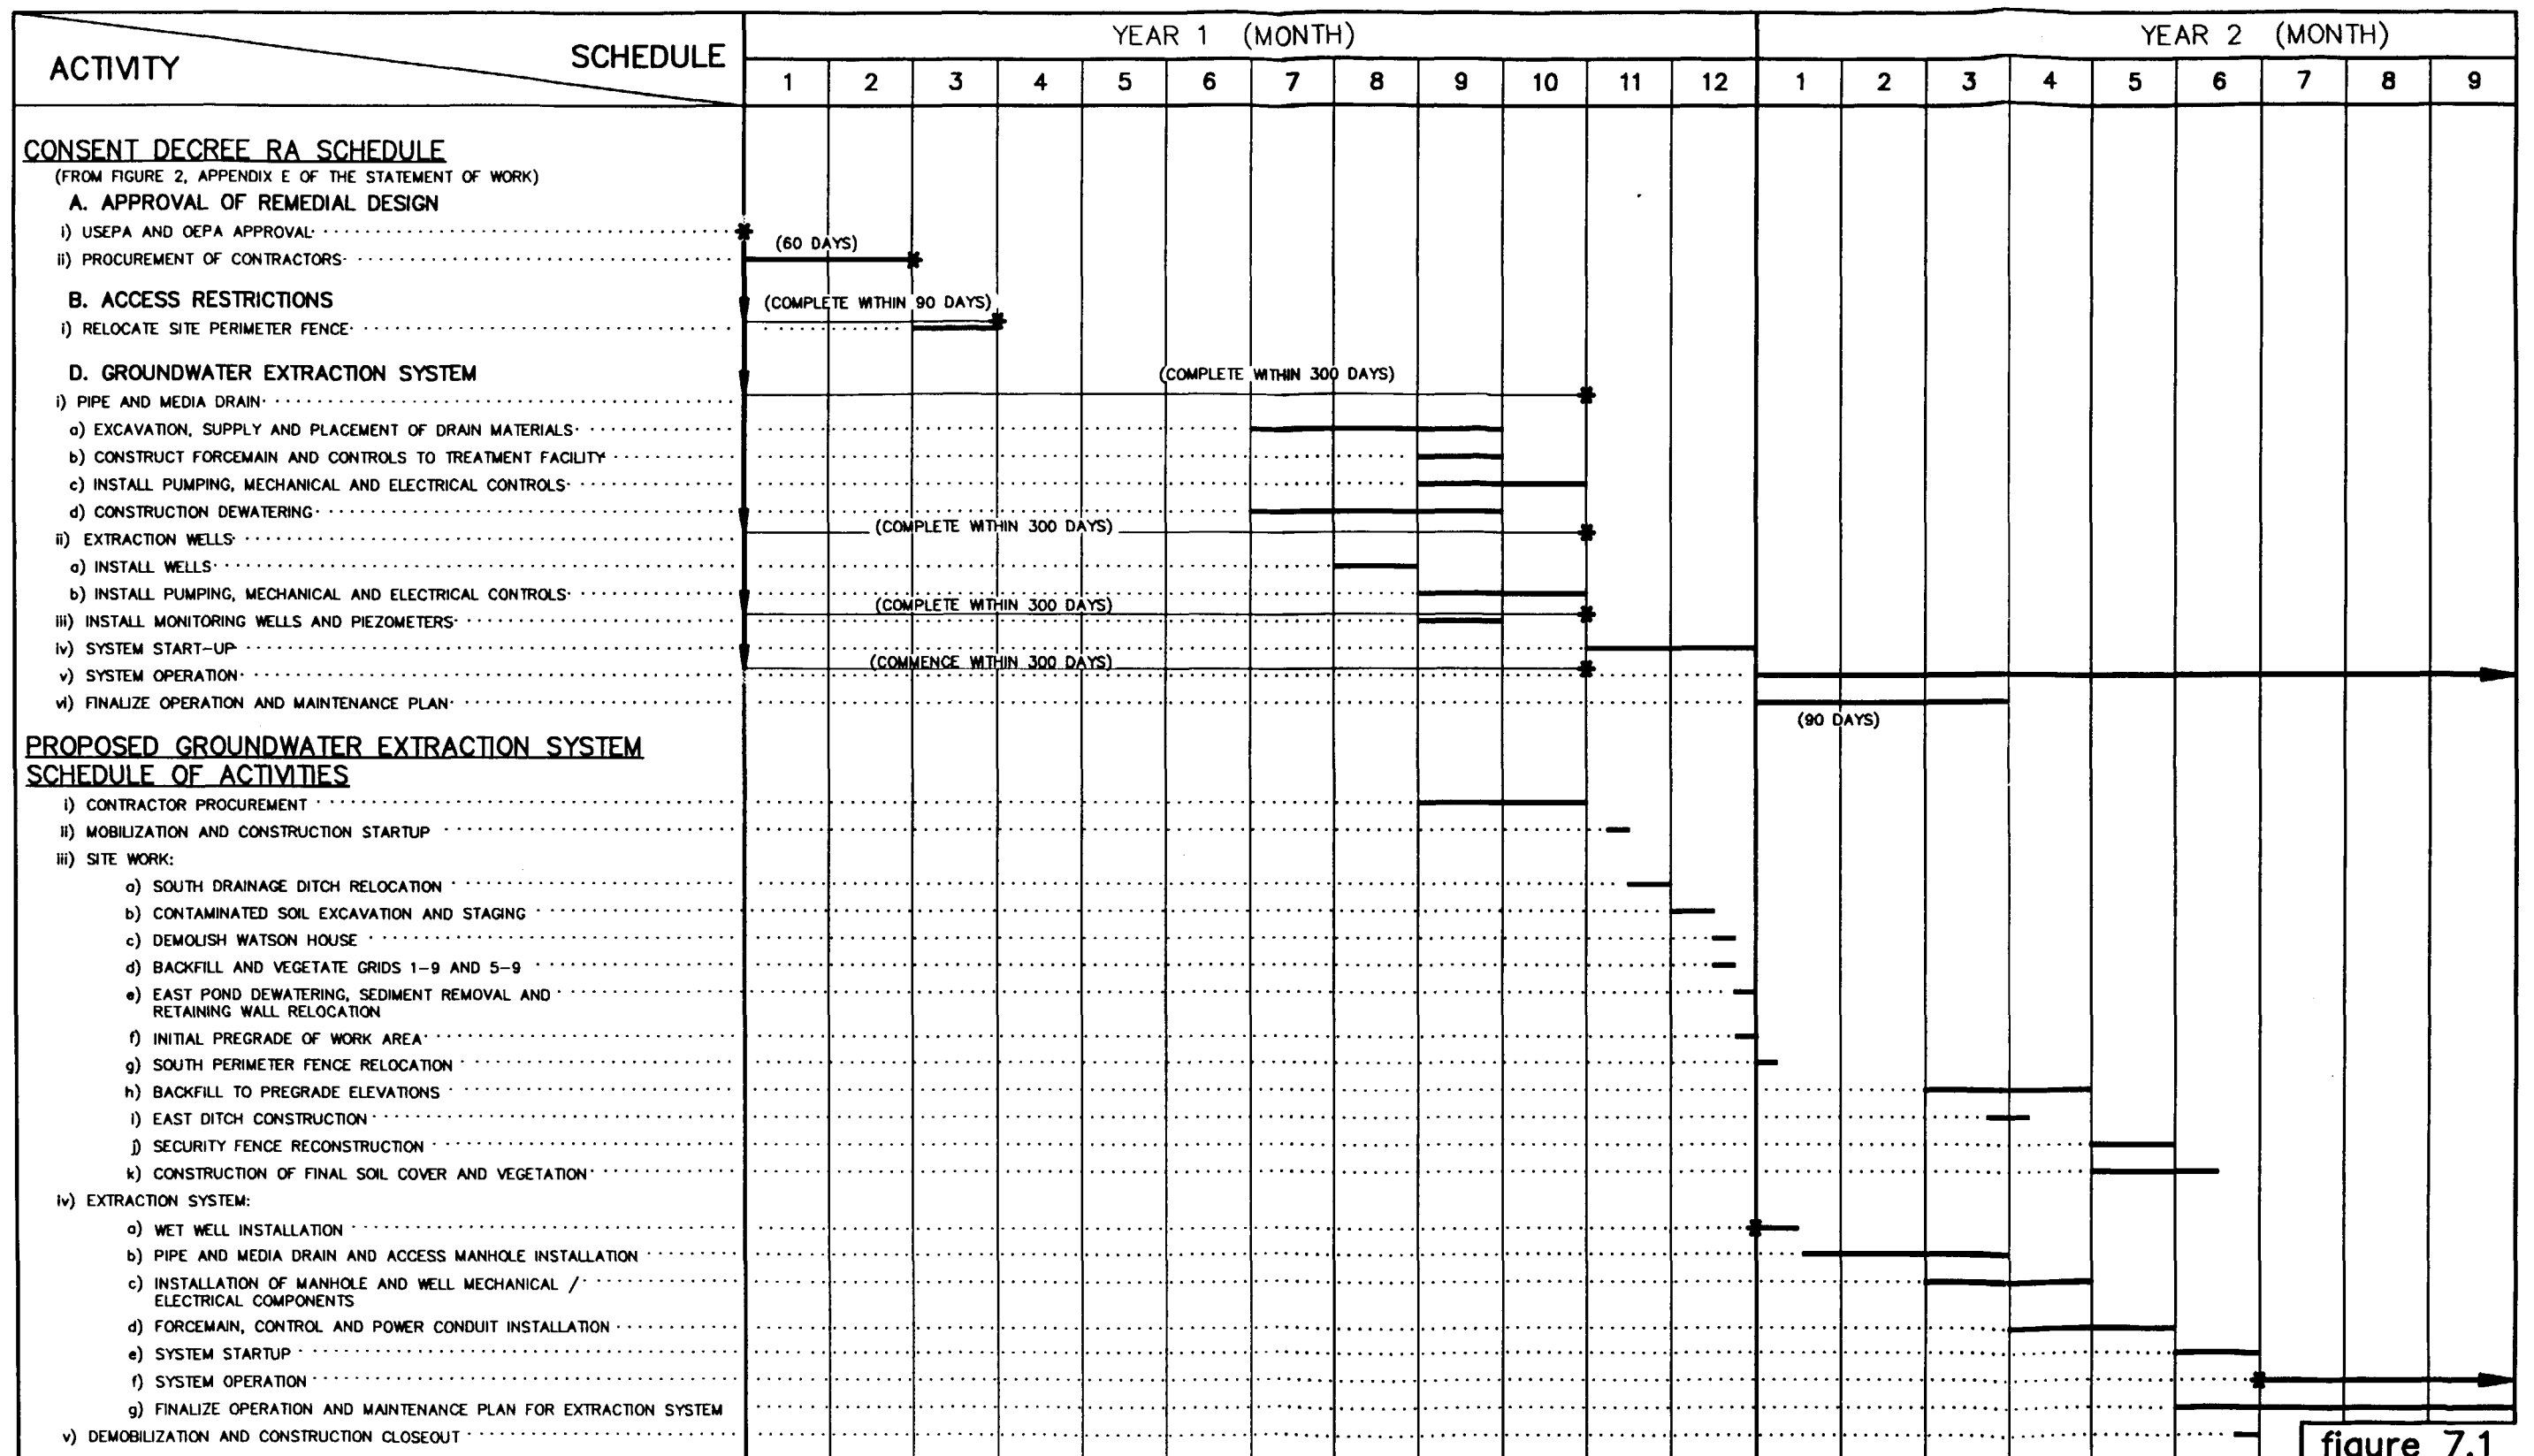 YEAR 1 (MONTH)
YEAR 2 (MONTH)
SCHEDULE
ACTIVITY
1 2 3 4 5 6 7 8 9 10 11 12 1 2 3 4 5 6 7 8 9
CONSENT DECREE RA SCHEDULE
(FROM FIGURE 2, APPENDIX E OF THE STATEMENT OF WORK)
A. APPROVAL OF REMEDIAL DESIGN
i) USEPA AND OEPA APPROVAL
(60 DAYS)
ii) PROCUREMENT OF CONTRACTORS
B. ACCESS RESTRICTIONS
(COMPLETE WITHIN 90 DAYS)
i) RELOCATE SITE PERIMETER FENCE
D. GROUNDWATER EXTRACTION SYSTEM
(COMPLETE WITHIN 300 DAYS)
i) PIPE AND MEDIA DRAIN
a) EXCAVATION, SUPPLY AND PLACEMENT OF DRAIN MATERIALS
b) CONSTRUCT FORCEMAIN AND CONTROLS TO TREATMENT FACILITY
c) INSTALL PUMPING, MECHANICAL AND ELECTRICAL CONTROLS
d) CONSTRUCTION DEWATERING
(COMPLETE WITHIN 300 DAYS)
ii) EXTRACTION WELLS
a) INSTALL WELLS
b) INSTALL PUMPING, MECHANICAL AND ELECTRICAL CONTROLS
(COMPLETE WITHIN 300 DAYS)
iii) INSTALL MONITORING WELLS AND PIEZOMETERS
iv) SYSTEM START-UP
(COMMENCE WITHIN 300 DAYS)
v) SYSTEM OPERATION
vi) FINALIZE OPERATION AND MAINTENANCE PLAN
(90 DAYS)
PROPOSED GROUNDWATER EXTRACTION SYSTEM
SCHEDULE OF ACTIVITIES
i) CONTRACTOR PROCUREMENT
ii) MOBILIZATION AND CONSTRUCTION STARTUP
iii) SITE WORK:
a) SOUTH DRAINAGE DITCH RELOCATION
b) CONTAMINATED SOIL EXCAVATION AND STAGING
c) DEMOLISH WATSON HOUSE
d) BACKFILL AND VEGETATE GRIDS 1-9 AND 5-9
e) EAST POND DEWATERING, SEDIMENT REMOVAL AND
RETAINING WALL RELOCATION
f) INITIAL PREGRADE OF WORK AREA
g) SOUTH PERIMETER FENCE RELOCATION
h) BACKFILL TO PREGRADE ELEVATIONS
i) EAST DITCH CONSTRUCTION
j) SECURITY FENCE RECONSTRUCTION
k) CONSTRUCTION OF FINAL SOIL COVER AND VEGETATION
iv) EXTRACTION SYSTEM:
a) WET WELL INSTALLATION
b) PIPE AND MEDIA DRAIN AND ACCESS MANHOLE INSTALLATION
c) INSTALLATION OF MANHOLE AND WELL MECHANICAL /
ELECTRICAL COMPONENTS
d) FORCEMAIN, CONTROL AND POWER CONDUIT INSTALLATION
e) SYSTEM STARTUP
f) SYSTEM OPERATION
g) FINALIZE OPERATION AND MAINTENANCE PLAN FOR EXTRACTION SYSTEM
v) DEMOBILIZATION AND CONSTRUCTION CLOSEOUT
figure 7.1